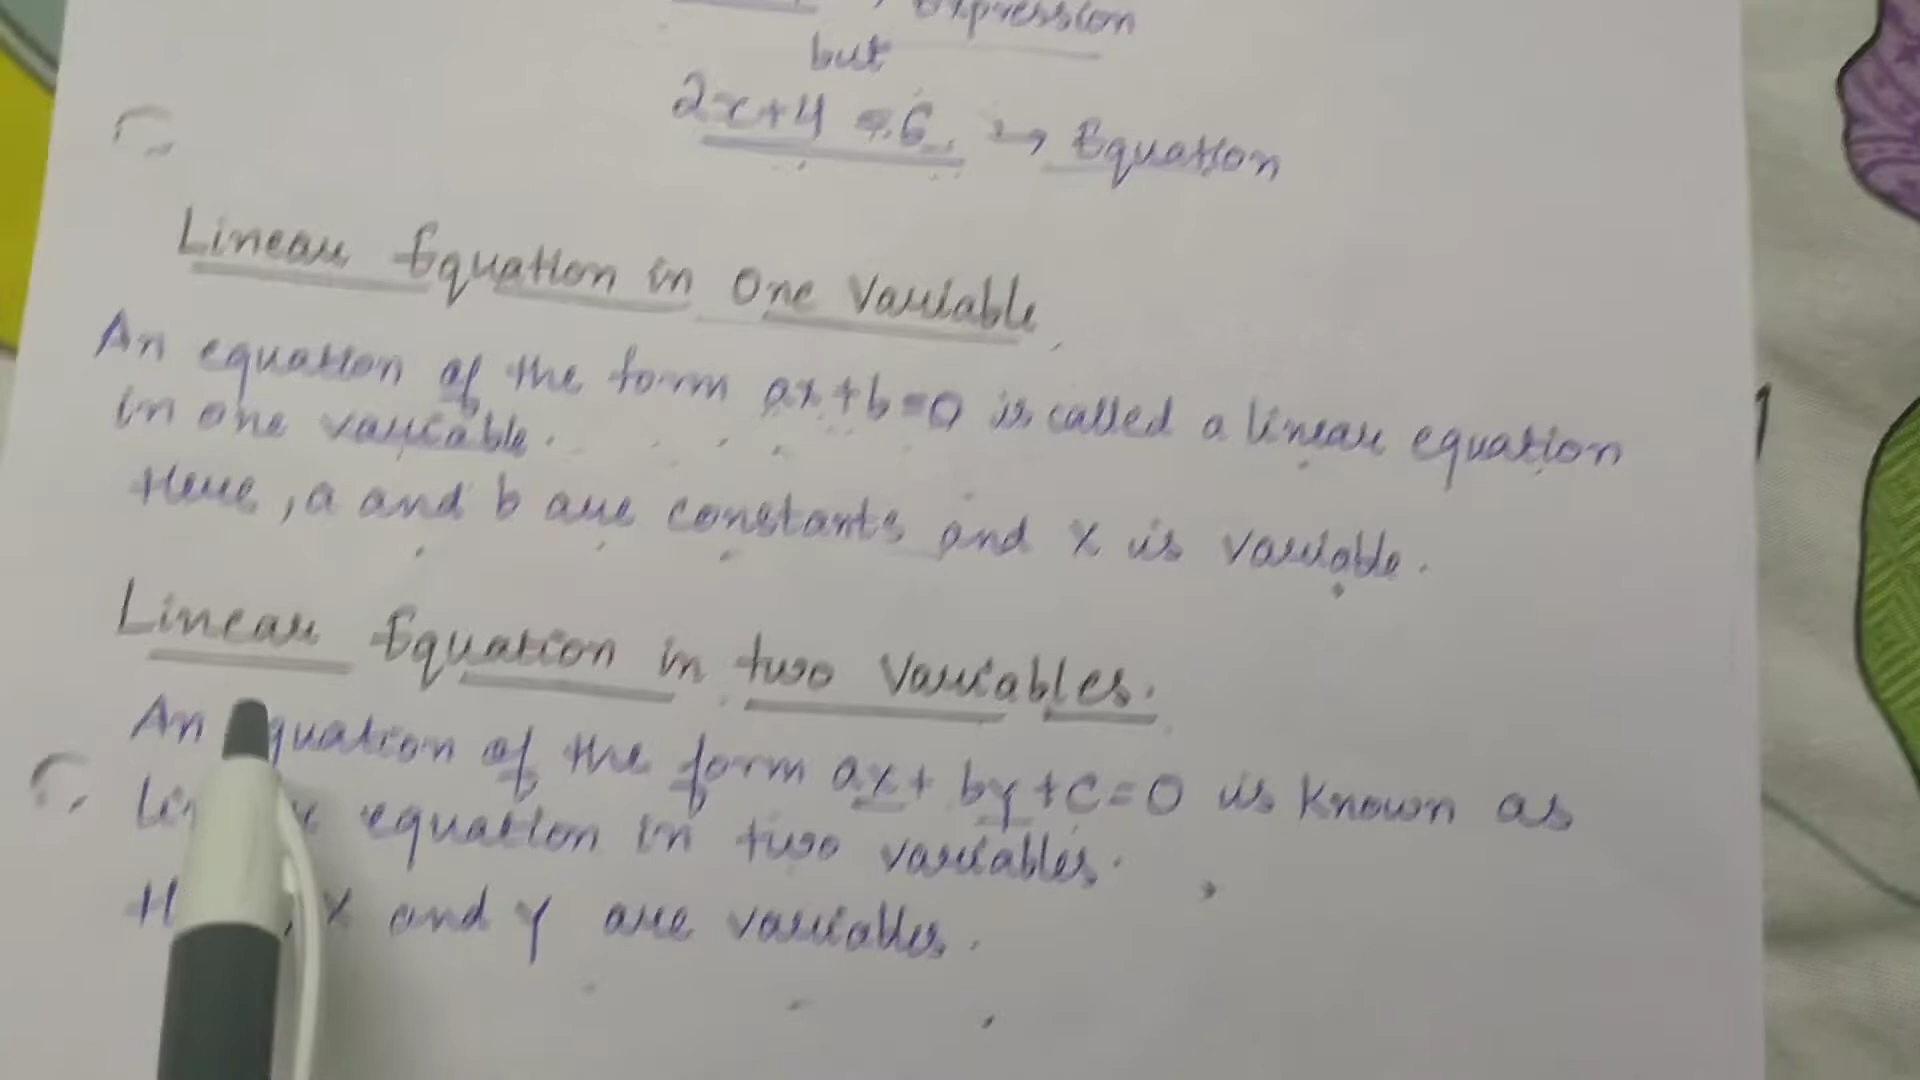 Expression
but
2x+4 = 6 → Equation
Linear Equation in One Variable
An equation of the form ax+b=0 is called a linear equation
in one variable.
Here, a and b are constants and x is variable.
Linear Equation in two Variables.
An equation of the form ax+ by+c=0 is known as
equation in two variables.
x and y are variables.